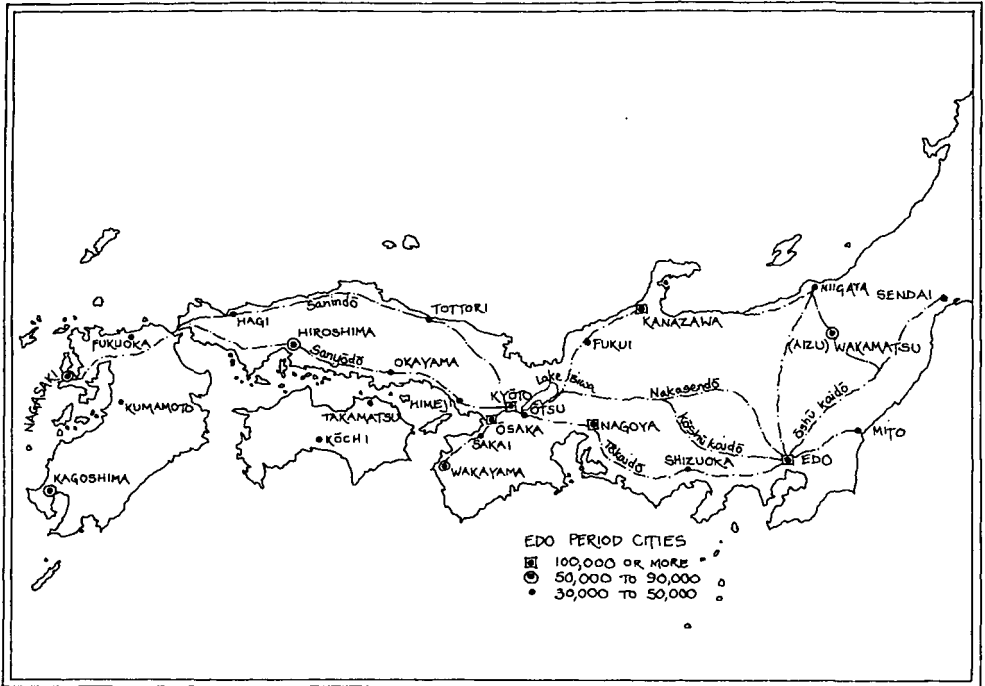 NIIGATA
SENDAI
KANAZAWA
Sanindō
TOTTORI
HAGI
HIROSHIMA
FUKUOKA
FUKUI
(AIZU) WAKAMATSU
Sanyōdō
OKAYAMA
Lake Biwa
NAGASAKI
Nakasendō
Ōshū kaidō
KUMAMOTO
TAKAMATSU
HIMEJI
KYŌTO
ŌTSU
ŌSAKA
NAGOYA
Kōshū kaidō
MITO
KŌCHI
SAKAI
Tōkaidō
SHIZUOKA
EDO
WAKAYAMA
KAGOSHIMA
EDO PERIOD CITIES
100,000 OR MORE
50,000 TO 90,000
30,000 TO 50,000